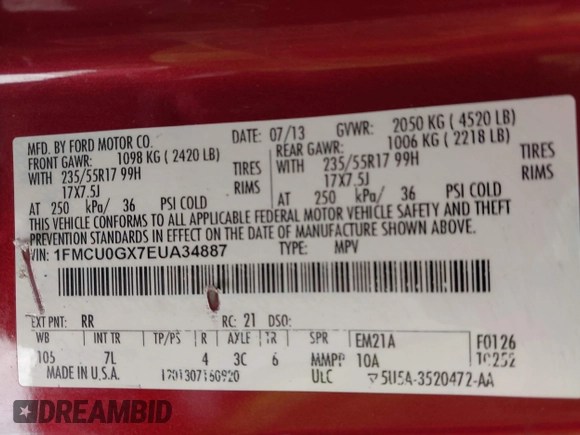 MFD. BY FORD MOTOR CO.
DATE: 07/13 GVWR: 2050 KG ( 4520 LB)
FRONT GAWR: 1098 KG ( 2420 LB)
REAR GAWR: 1006 KG ( 2218 LB)
WITH 235/55R17 99H TIRES
WITH 235/55R17 99H TIRES
17X7.5J RIMS
17X7.5J RIMS
AT 250 kPa/ 36 PSI COLD
AT 250 kPa/ 36 PSI COLD
THIS VEHICLE CONFORMS TO ALL APPLICABLE FEDERAL MOTOR VEHICLE SAFETY AND THEFT
PREVENTION STANDARDS IN EFFECT ON THE DATE OF MANUFACTURE SHOWN ABOVE.
VIN: 1FMCU0GX7EUA34887 TYPE: MPV
EXT PNT: RR RC: 21 DSO:
WB INT TR TP/PS R AXLE TR SPR EM21A F0126
105 7L 4 3C 6 MMPP 10A
MADE IN U.S.A. ULC 5U5A-3520472-AA
DREAMBID